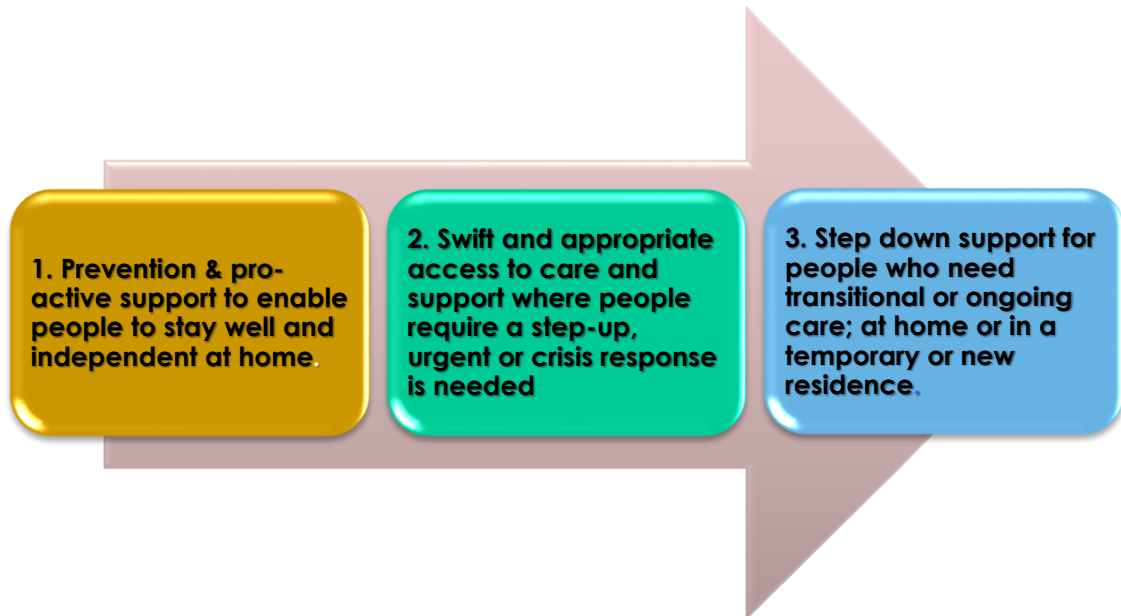 1. Prevention & pro-
active support to enable
people to stay well and
independent at home.
2. Swift and appropriate
access to care and
support where people
require a step-up,
urgent or crisis response
is needed
3. Step down support for
people who need
transitional or ongoing
care; at home or in a
temporary or new
residence.